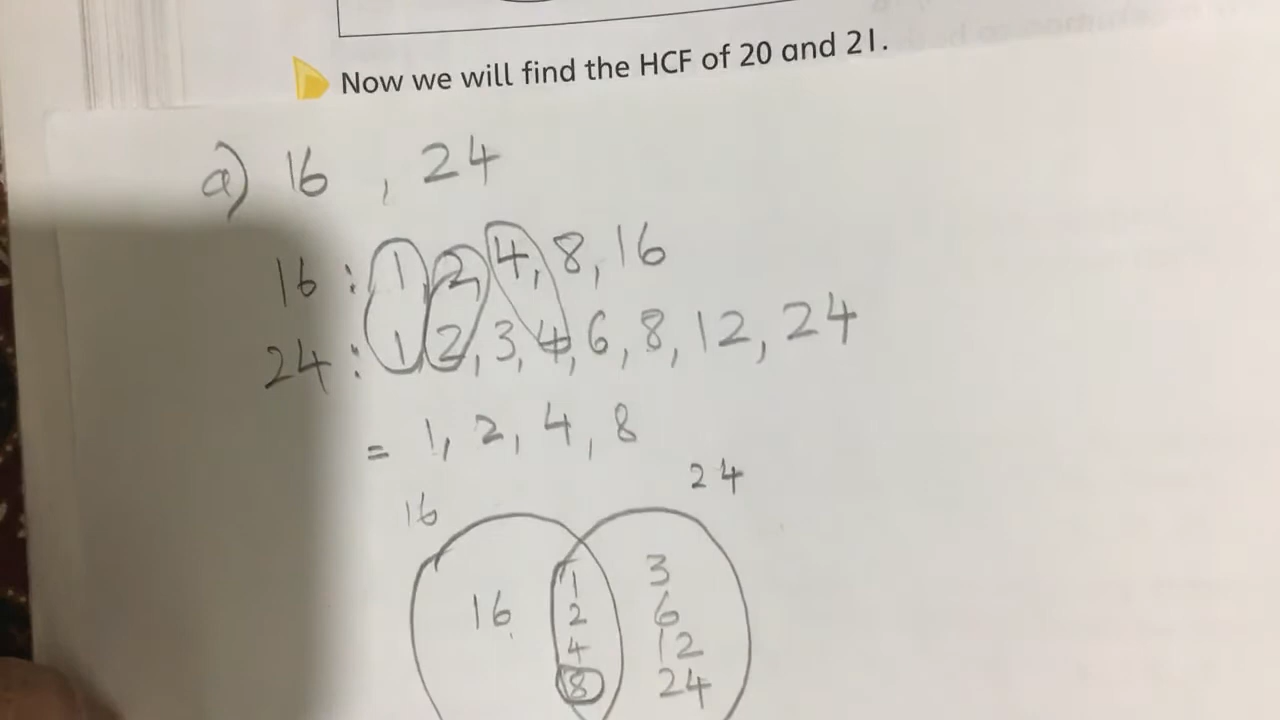 Now we will find the HCF of 20 and 21.
a) 16 , 24
16 : 1, 2, 4, 8, 16
24 : 1, 2, 3, 4, 6, 8, 12, 24
= 1, 2, 4, 8
16
24
16
1
2
4
8
3
6
12
24